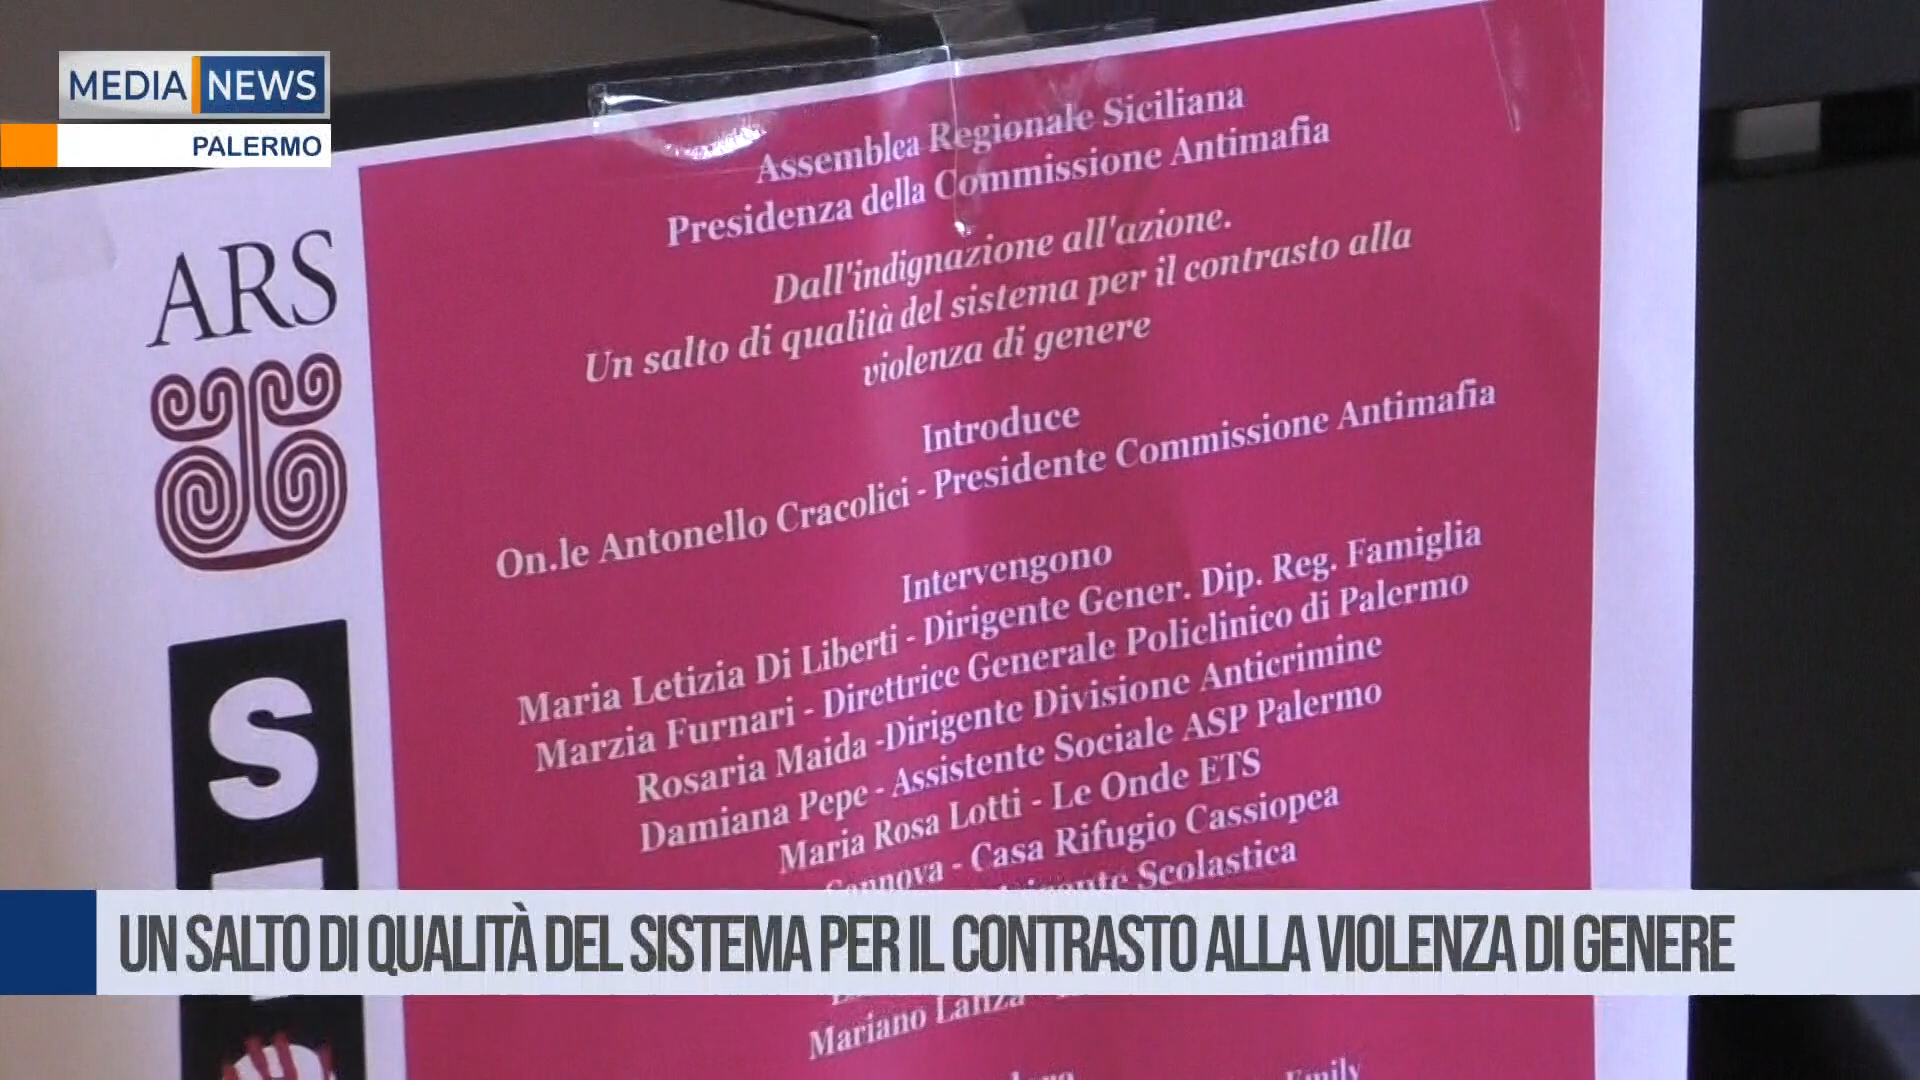 MEDIA NEWS
PALERMO
ARS
Assemblea Regionale Siciliana
Presidenza della Commissione Antimafia
Dall'indignazione all'azione.
Un salto di qualità del sistema per il contrasto alla
violenza di genere
Introduce
On.le Antonello Cracolici - Presidente Commissione Antimafia
Intervengono
Maria Letizia Di Liberti - Dirigente Gener. Dip. Reg. Famiglia
Marzia Furnari - Direttrice Generale Policlinico di Palermo
Rosaria Maida -Dirigente Divisione Anticrimine
Damiana Pepe - Assistente Sociale ASP Palermo
Maria Rosa Lotti - Le Onde ETS
- Casa Rifugio Cassiopea
Scolastica
S
UN SALTO DI QUALITÀ DEL SISTEMA PER IL CONTRASTO ALLA VIOLENZA DI GENERE
Mariano Lanza
Emily